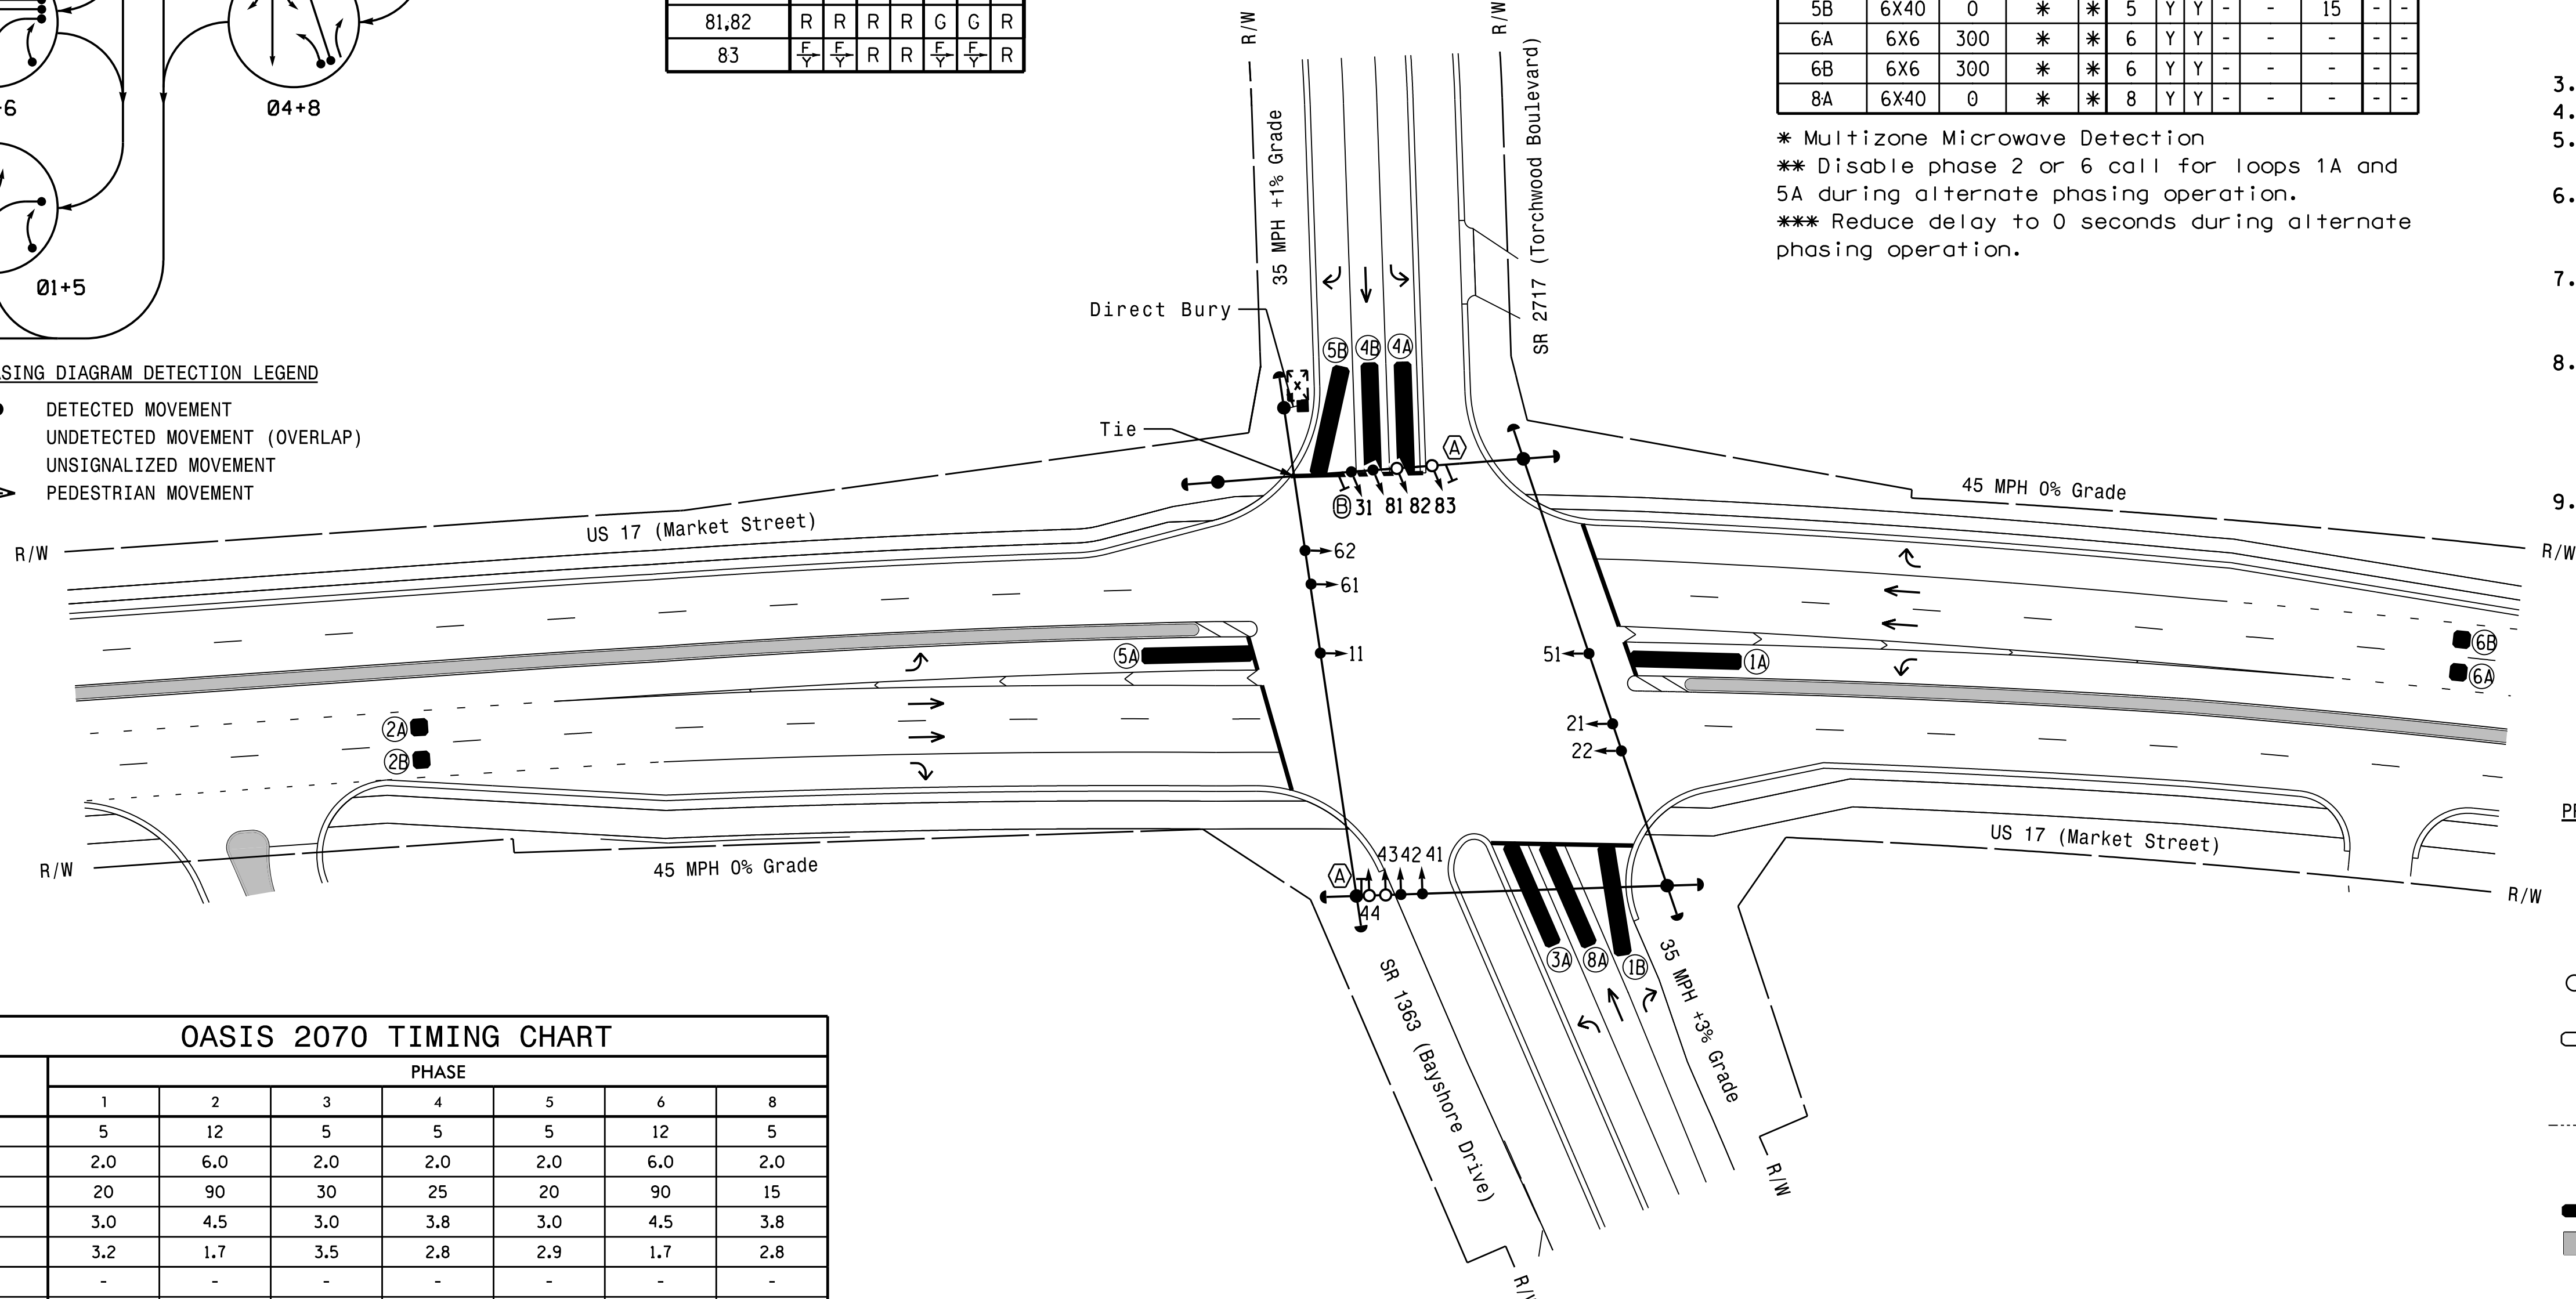 81,82 R R R R G G R
83 F/Y F/Y R R F/Y F/Y R
-6
Ø4+8
Ø1+5
5B 6X40 0 * * 5 Y Y - - 15 - -
6A 6X6 300 * * 6 Y Y - - - - -
6B 6X6 300 * * 6 Y Y - - - - -
8A 6X40 0 * * 8 Y Y - - - - -
* Multizone Microwave Detection
** Disable phase 2 or 6 call for loops 1A and
5A during alternate phasing operation.
*** Reduce delay to 0 seconds during alternate
phasing operation.
3.
4.
5.
6.
7.
8.
9.
ASING DIAGRAM DETECTION LEGEND
DETECTED MOVEMENT
UNDETECTED MOVEMENT (OVERLAP)
UNSIGNALIZED MOVEMENT
PEDESTRIAN MOVEMENT
R/W
R/W
35 MPH +1% Grade
SR 2717 (Torchwood Boulevard)
Direct Bury
Tie
5B 4B 4A
A
B 31 81 82 83
R/W
US 17 (Market Street)
45 MPH 0% Grade
R/W
62
61
11
51
21
22
5A
1A
6B
6A
2A
2B
R/W
45 MPH 0% Grade
US 17 (Market Street)
R/W
A
43 42 41
44
3A 8A 1B
35 MPH +3% Grade
SR 1363 (Bayshore Drive)
R/W
R/W
OASIS 2070 TIMING CHART
PHASE
1 2 3 4 5 6 8
5 12 5 5 5 12 5
2.0 6.0 2.0 2.0 2.0 6.0 2.0
20 90 30 25 20 90 15
3.0 4.5 3.0 3.8 3.0 4.5 3.8
3.2 1.7 3.5 2.8 2.9 1.7 2.8
- - - - - - -